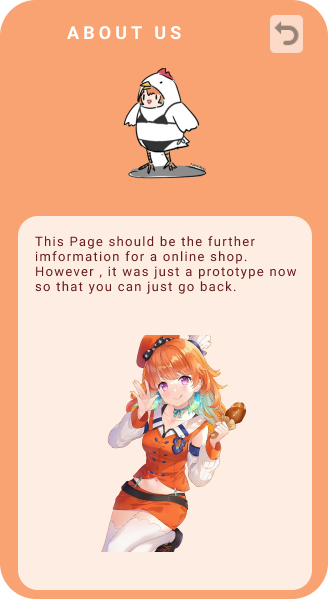 ABOUT US
This Page should be the further
imformation for a online shop.
However , it was just a prototype now
so that you can just go back.